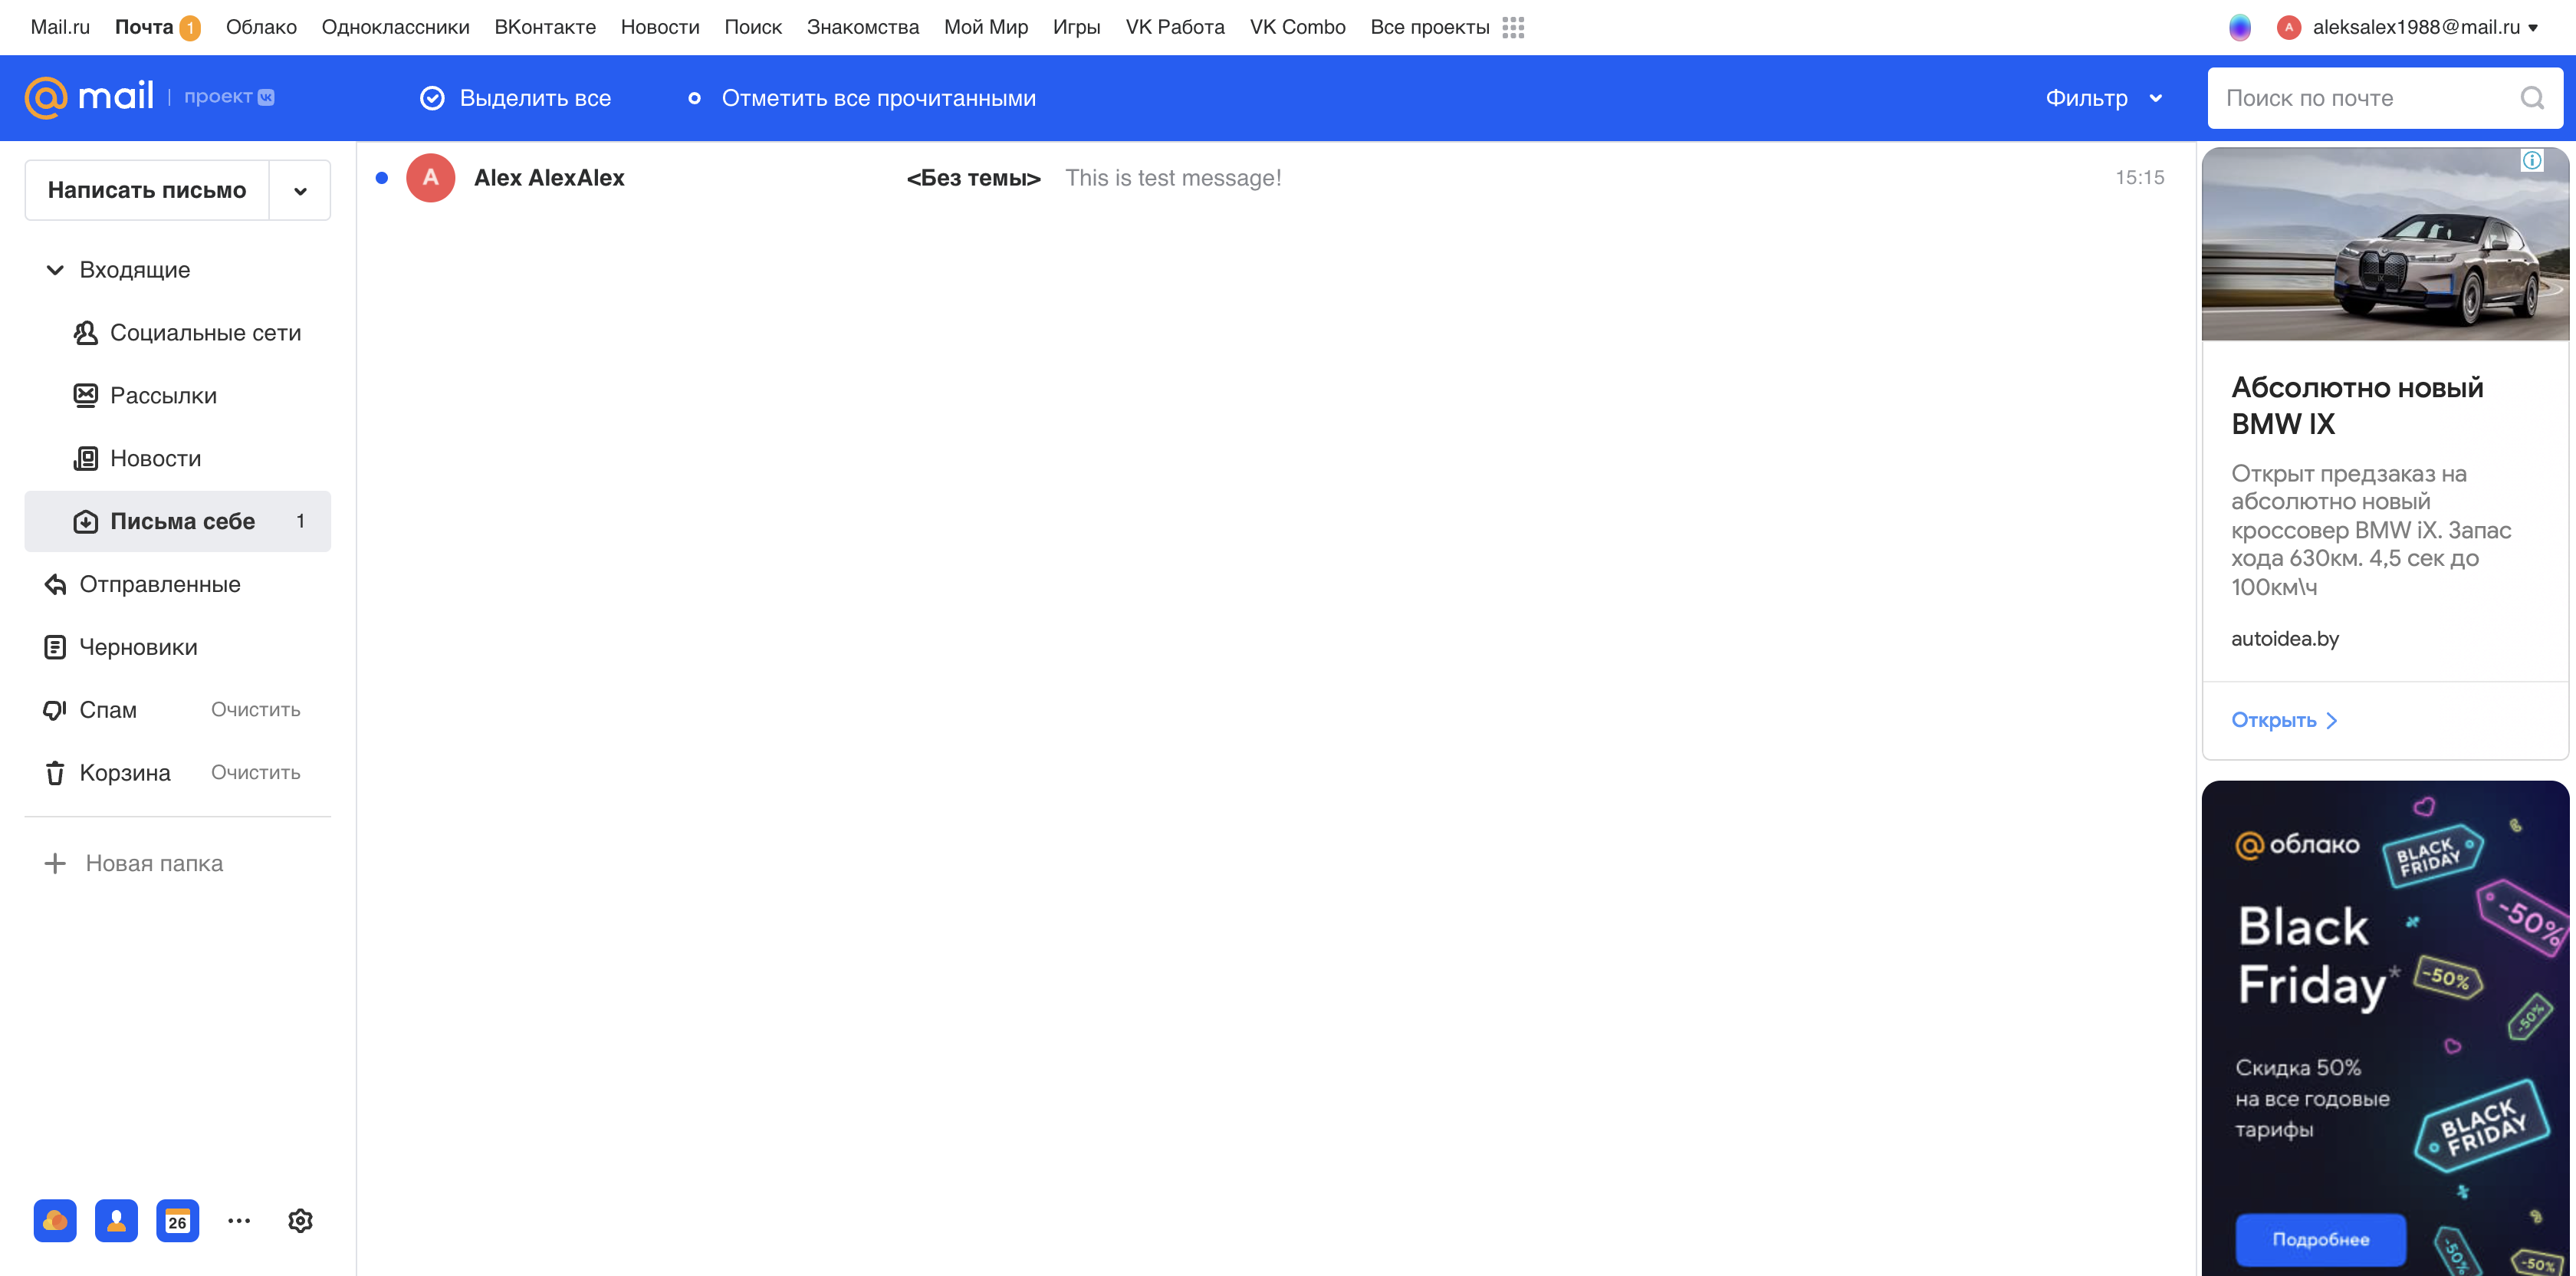 Mail.ru Почта 1 Облако Одноклассники ВКонтакте Новости Поиск Знакомства Мой Мир Игры VK Работа VK Combo Все проекты
A aleksalex1988@mail.ru
@mail | проект
Выделить все
Отметить все прочитанными
Фильтр
Поиск по почте
Написать письмо
Входящие
Социальные сети
Рассылки
Новости
Письма себе 1
Отправленные
Черновики
Спам Очистить
Корзина Очистить
Новая папка
26
A Alex AlexAlex <Без темы> This is test message! 15:15
Абсолютно новый
BMW IX
Открыт предзаказ на
абсолютно новый
кроссовер BMW iX. Запас
хода 630км. 4,5 сек до
100км\ч
autoidea.by
Открыть
@облако
BLACK
FRIDAY
-50%
Black
Friday*
-50%
-50%
Скидка 50%
на все годовые
тарифы
BLACK
FRIDAY
Подробнее
-50%
-50%